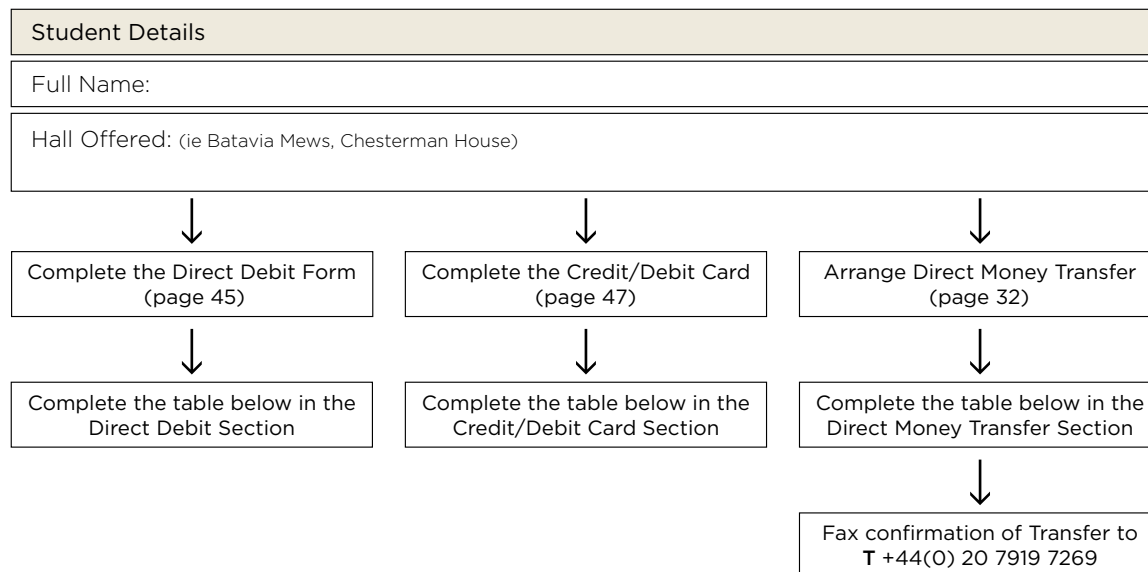 Student Details
Full Name:
Hall Offered: (ie Batavia Mews, Chesterman House)
Complete the Direct Debit Form
(page 45)
Complete the Credit/Debit Card
(page 47)
Arrange Direct Money Transfer
(page 32)
Complete the table below in the
Direct Debit Section
Complete the table below in the
Credit/Debit Card Section
Complete the table below in the
Direct Money Transfer Section
Fax confirmation of Transfer to
T +44(0) 20 7919 7269